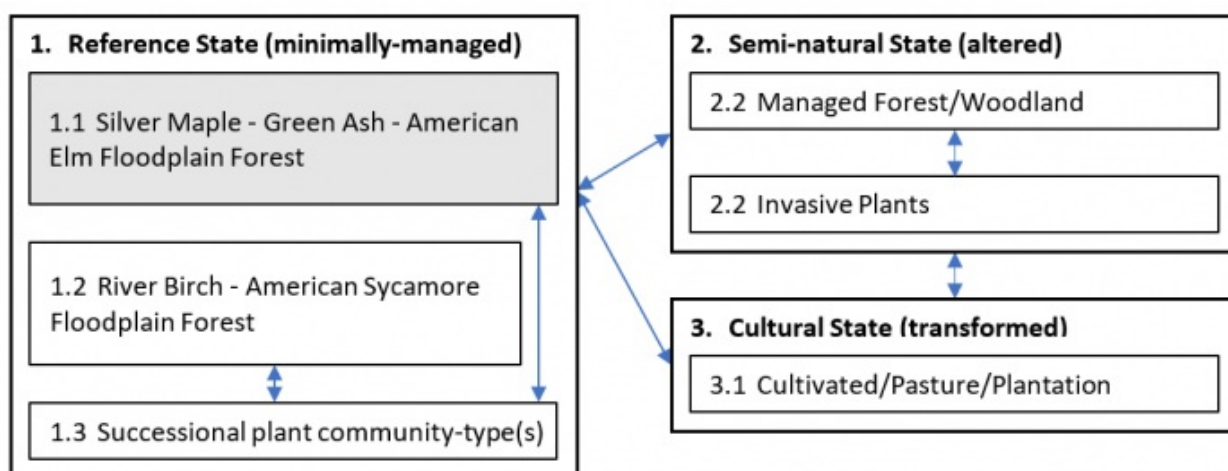 1. Reference State (minimally-managed)
1.1 Silver Maple - Green Ash - American
Elm Floodplain Forest
1.2 River Birch - American Sycamore
Floodplain Forest
1.3 Successional plant community-type(s)
2. Semi-natural State (altered)
2.2 Managed Forest/Woodland
2.2 Invasive Plants
3. Cultural State (transformed)
3.1 Cultivated/Pasture/Plantation